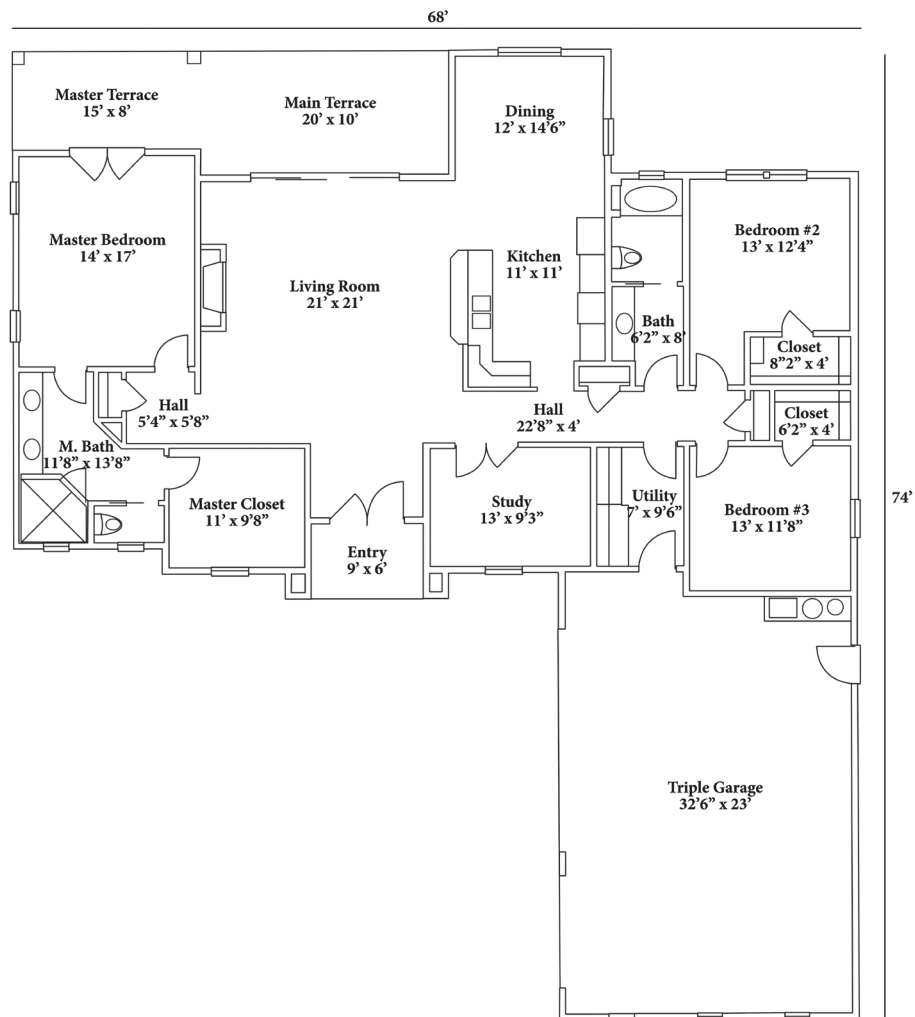 68’
Master Terrace
15’ x 8’
Main Terrace
20’ x 10’
Dining
12’ x 14’6”
Master Bedroom
14’ x 17’
Living Room
21’ x 21’
Kitchen
11’ x 11’
Bedroom #2
13’ x 12’4”
Bath
6’2” x 8’
Closet
8”2” x 4’
Hall
5’4” x 5’8”
Hall
22’8” x 4’
Closet
6’2” x 4’
M. Bath
11’8” x 13’8”
Master Closet
11’ x 9’8”
Study
13’ x 9’3”
Utility
7’ x 9’6”
Bedroom #3
13’ x 11’8”
74’
Entry
9’ x 6’
Triple Garage
32’6” x 23’